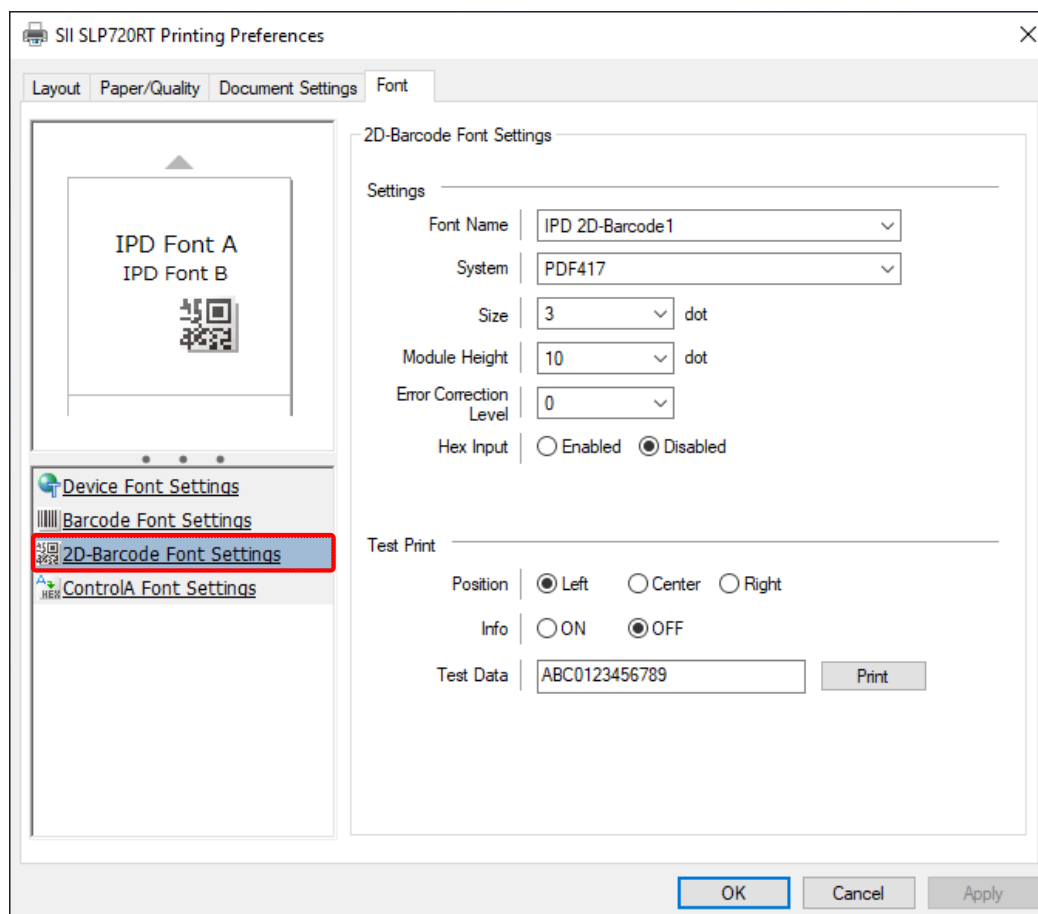 SII SLP720RT Printing Preferences
Layout Paper/Quality Document Settings Font
IPD Font A
IPD Font B
Device Font Settings
Barcode Font Settings
2D-Barcode Font Settings
A HEX ControlA Font Settings
2D-Barcode Font Settings
Settings
Font Name IPD 2D-Barcode1
System PDF417
Size 3 dot
Module Height 10 dot
Error Correction
Level 0
Hex Input Enabled Disabled
Test Print
Position Left Center Right
Info ON OFF
Test Data ABC0123456789 Print
OK Cancel Apply